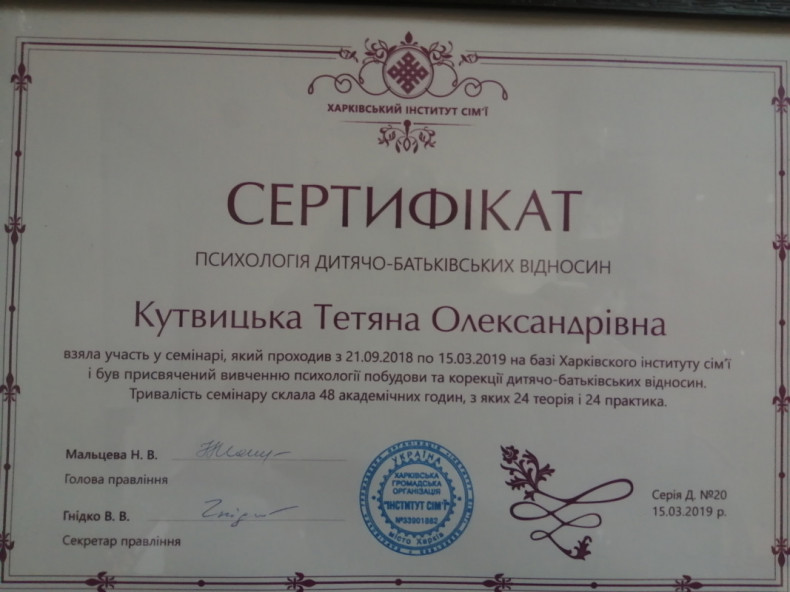 ХАРКІВСЬКИЙ ІНСТИТУТ СІМ'Ї
СЕРТИФІКАТ
ПСИХОЛОГІЯ ДИТЯЧО-БАТЬКІВСЬКИХ ВІДНОСИН
Кутвицька Тетяна Олександрівна
взяла участь у семінарі, який проходив з 21.09.2018 по 15.03.2019 на базі Харківского інституту сім'ї
і був присвячений вивченню психології побудови та корекції дитячо-батьківських відносин.
Тривалість семінару склала 48 академічних годин, з яких 24 теорія і 24 практика.
Мальцева Н. В.
Голова правління
Гнідко В. В.
Секретар правління
УКРАЇНА
ХАРКІВСЬКА
ГРОМАДСЬКА
ОРГАНІЗАЦІЯ
"ІНСТИТУТ СІМ'Ї"
№33901882
місто Харків
Серія Д. №20
15.03.2019 р.